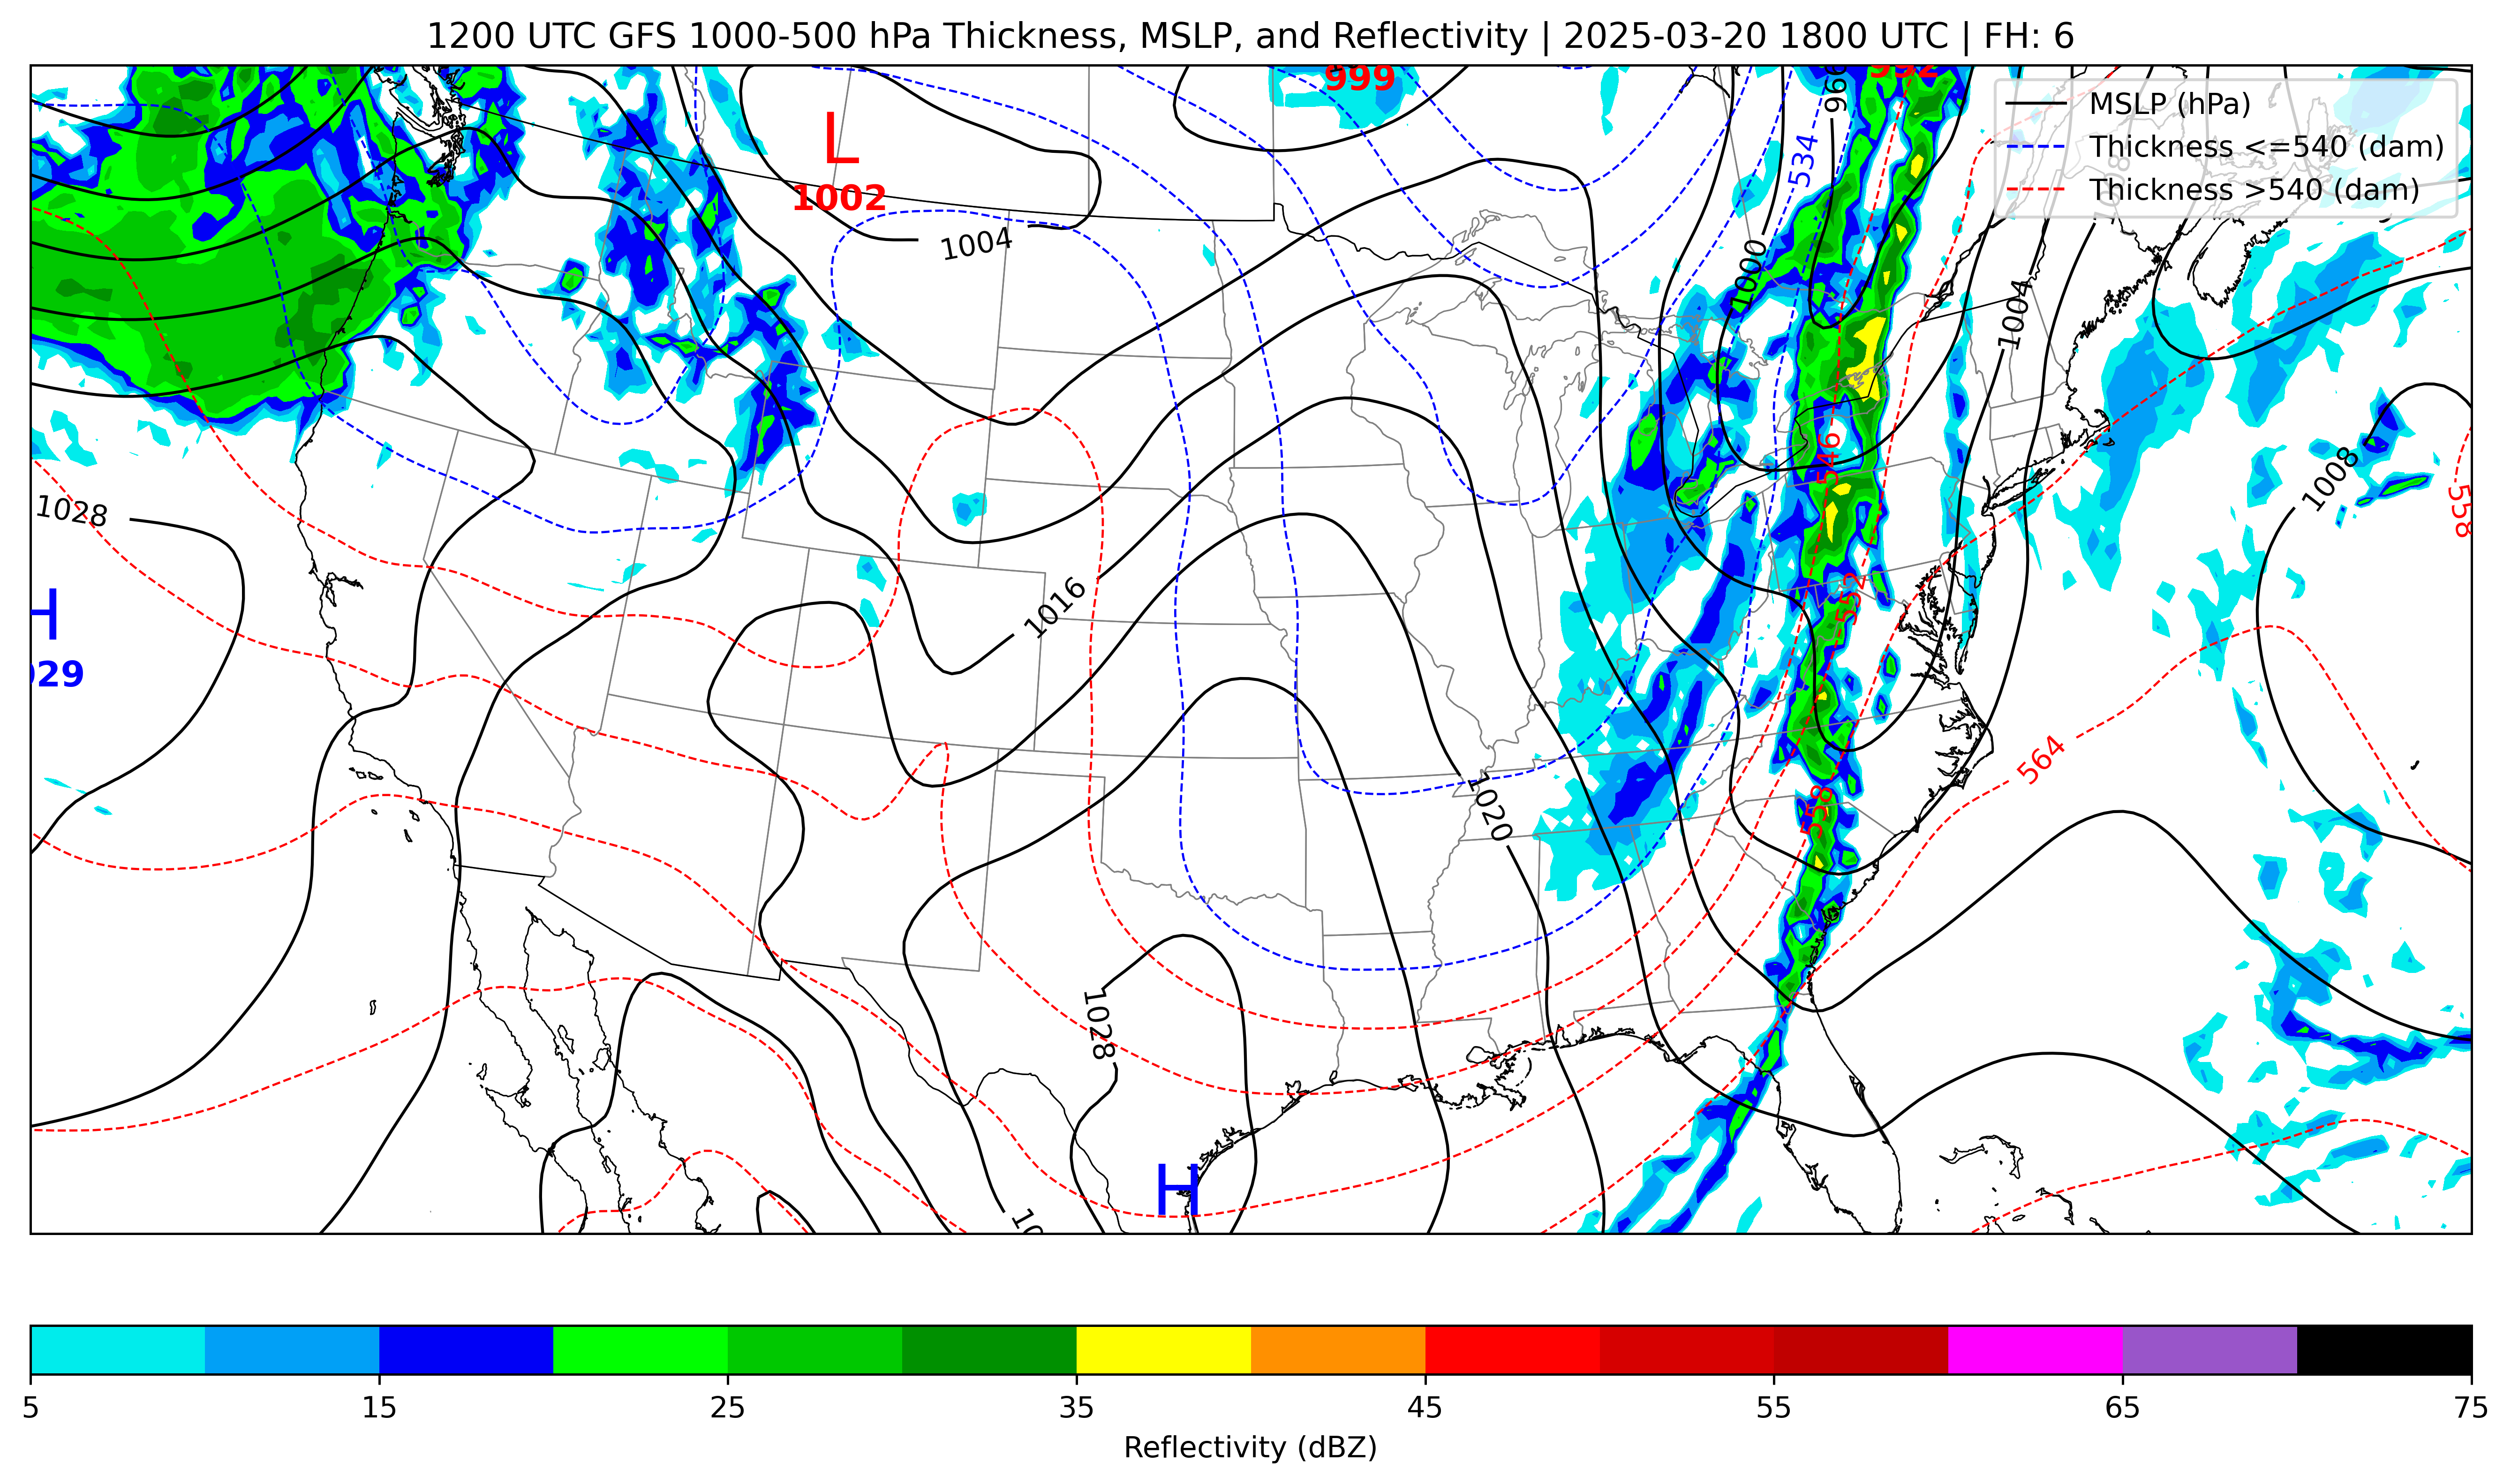 1200 UTC GFS 1000-500 hPa Thickness, MSLP, and Reflectivity | 2025-03-20 1800 UTC | FH: 6
999
992
996
MSLP (hPa)
Thickness <=540 (dam)
Thickness >540 (dam)
534
L
1002
1004
1000
1004
546
1008
558
1028
H
029
1016
552
564
1020
558
1028
H
5 15 25 35 45 55 65 75
Reflectivity (dBZ)